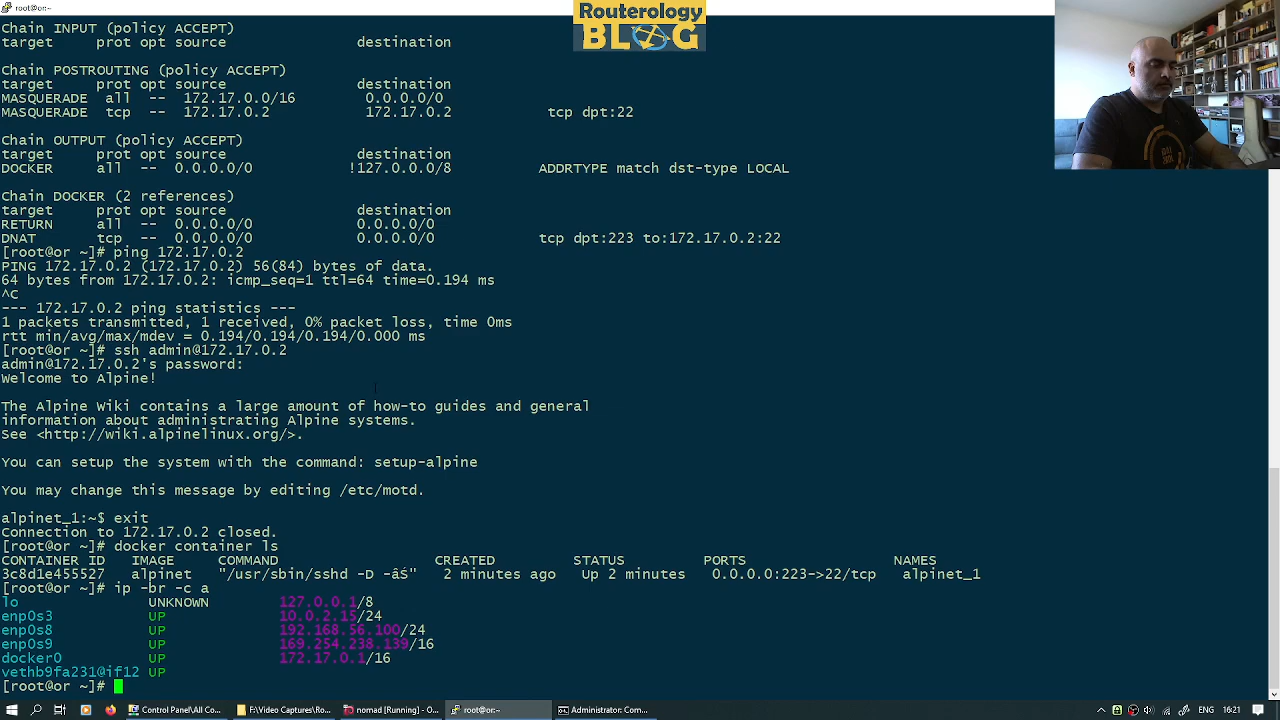 root@or:~
Routerology
BLOG
Chain INPUT (policy ACCEPT)
target     prot opt source               destination
Chain POSTROUTING (policy ACCEPT)
target     prot opt source               destination
MASQUERADE  all  --  172.17.0.0/16        0.0.0.0/0
MASQUERADE  tcp  --  172.17.0.2           172.17.0.2           tcp dpt:22
Chain OUTPUT (policy ACCEPT)
target     prot opt source               destination
DOCKER     all  --  0.0.0.0/0           !127.0.0.0/8          ADDRTYPE match dst-type LOCAL
Chain DOCKER (2 references)
target     prot opt source               destination
RETURN     all  --  0.0.0.0/0            0.0.0.0/0
DNAT       tcp  --  0.0.0.0/0            0.0.0.0/0            tcp dpt:223 to:172.17.0.2:22
[root@or ~]# ping 172.17.0.2
PING 172.17.0.2 (172.17.0.2) 56(84) bytes of data.
64 bytes from 172.17.0.2: icmp_seq=1 ttl=64 time=0.194 ms
^C
--- 172.17.0.2 ping statistics ---
1 packets transmitted, 1 received, 0% packet loss, time 0ms
rtt min/avg/max/mdev = 0.194/0.194/0.194/0.000 ms
[root@or ~]# ssh admin@172.17.0.2
admin@172.17.0.2's password:
Welcome to Alpine!
The Alpine Wiki contains a large amount of how-to guides and general
information about administrating Alpine systems.
See <http://wiki.alpinelinux.org/>.
You can setup the system with the command: setup-alpine
You may change this message by editing /etc/motd.
alpinet_1:~$ exit
Connection to 172.17.0.2 closed.
[root@or ~]# docker container ls
CONTAINER ID   IMAGE     COMMAND                  CREATED         STATUS         PORTS                 NAMES
3c8d1e455527   alpinet   "/usr/sbin/sshd -D -âŚ"   2 minutes ago   Up 2 minutes   0.0.0.0:223->22/tcp   alpinet_1
[root@or ~]# ip -br -c a
lo               UNKNOWN        127.0.0.1/8
enp0s3           UP             10.0.2.15/24
enp0s8           UP             192.168.56.100/24
enp0s9           UP             169.254.238.139/16
docker0          UP             172.17.0.1/16
vethb9fa231@if12 UP
[root@or ~]#
Control Panel\All Co... F:\Video Captures\Ro... nomad [Running] - O... root@or:~ Administrator: Com... ENG 16:21